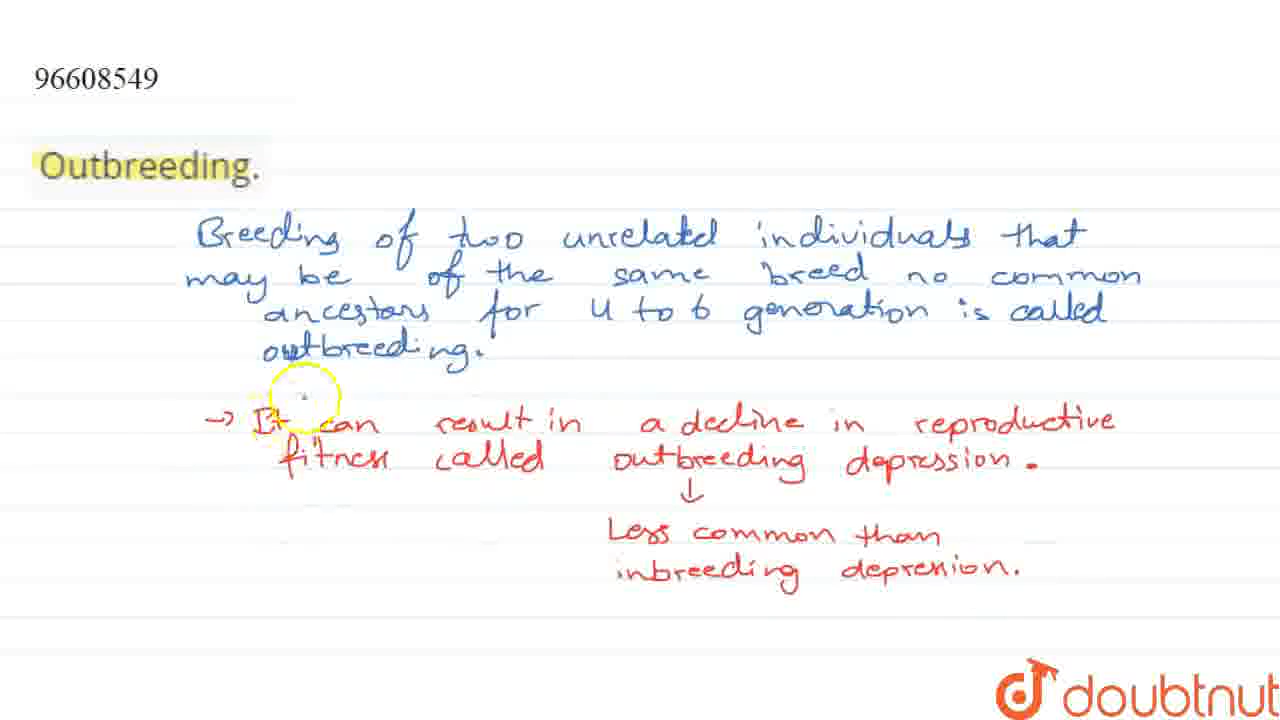 96608549
Outbreeding.
Breeding of two unrelated individuals that
may be of the same breed no common
ancestors for 4 to 6 generation is called
outbreeding.
→ It can result in a decline in reproductive
fitness called outbreeding depression.
↓
Less common than
inbreeding depression.
doubtnut